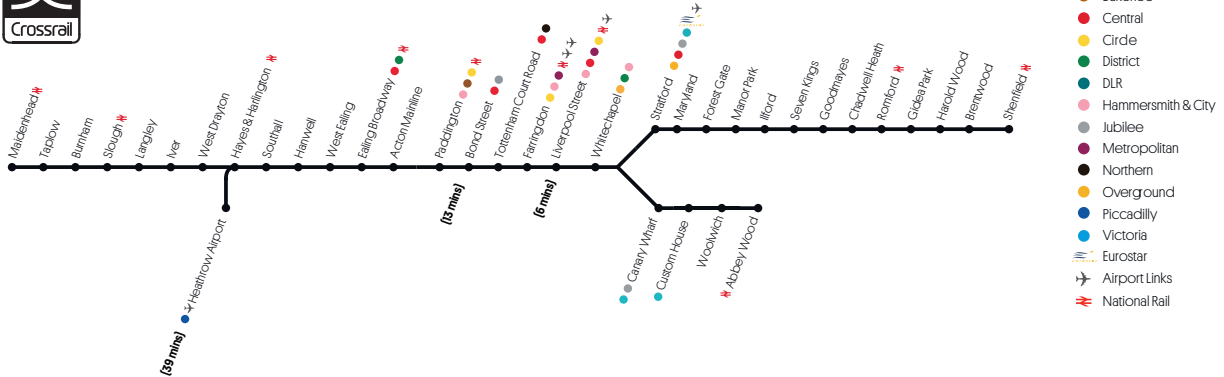 Crossrail
Maidenhead
Taplow
Burnham
Slough
Langley
Iver
West Drayton
Hayes & Harlington
Southall
Hanwell
West Ealing
Ealing Broadway
Acton Mainline
Paddington
Bond Street
Tottenham Court Road
Farringdon
Liverpool Street
Whitechapel
Stratford
Maryland
Forest Gate
Manor Park
Ilford
Seven Kings
Goodmayes
Chadwell Heath
Romford
Gidea Park
Harold Wood
Brentwood
Shenfield
(13 mins)
(6 mins)
Heathrow Airport
(39 mins)
Canary Wharf
Custom House
Woolwich
Abbey Wood
Central
Circle
District
DLR
Hammersmith & City
Jubilee
Metropolitan
Northern
Overground
Piccadilly
Victoria
Eurostar
Airport Links
National Rail